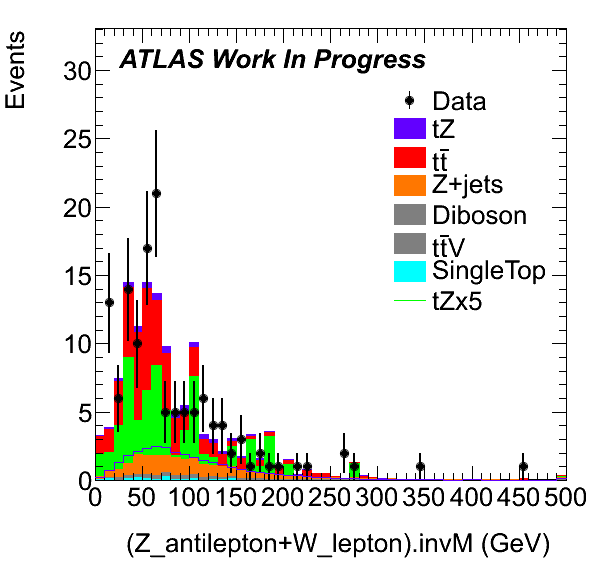 Events
ATLAS Work In Progress
30
25
20
15
10
5
0
Data
tZ
tt̄
Z+jets
Diboson
tt̄V
SingleTop
tZx5
0 50 100 150 200 250 300 350 400 450 500
(Z_antilepton+W_lepton).invM (GeV)